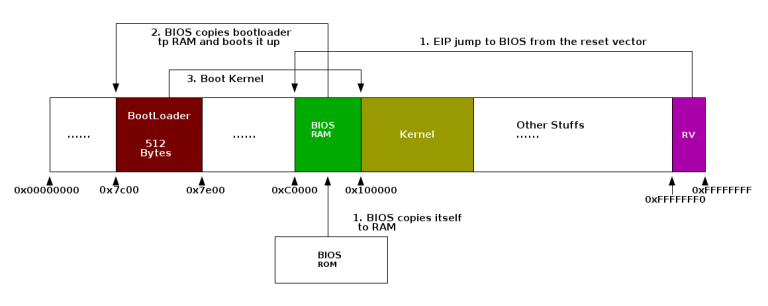 2. BIOS copies bootloader
tp RAM and boots it up
1. EIP jump to BIOS from the reset vector
3. Boot Kernel
......
BootLoader
512
Bytes
......
BIOS
RAM
Kernel
Other Stuffs
......
RV
0x00000000
0x7c00
0x7e00
0xC0000
0x100000
0xFFFFFFFF
0xFFFFFFF0
1. BIOS copies itself
to RAM
BIOS
ROM